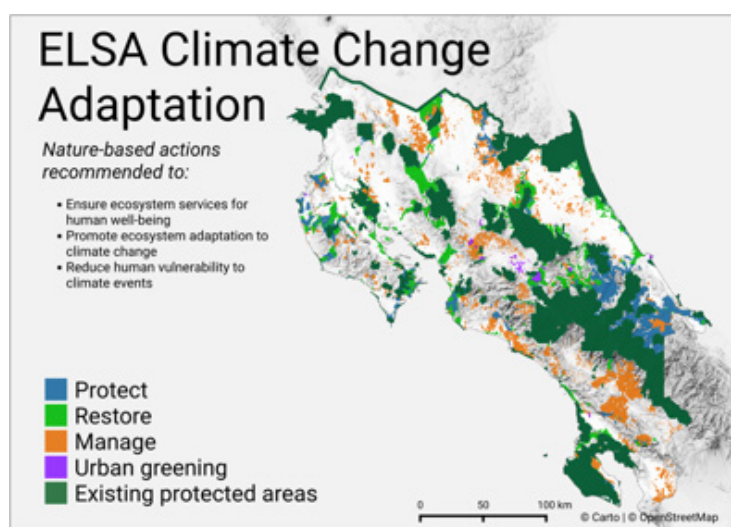 ELSA Climate Change
Adaptation
Nature-based actions
recommended to:
• Ensure ecosystem services for
human well-being
• Promote ecosystem adaptation to
climate change
• Reduce human vulnerability to
climate events
Protect
Restore
Manage
Urban greening
Existing protected areas
0 50 100 km
© Carto | © OpenStreetMap